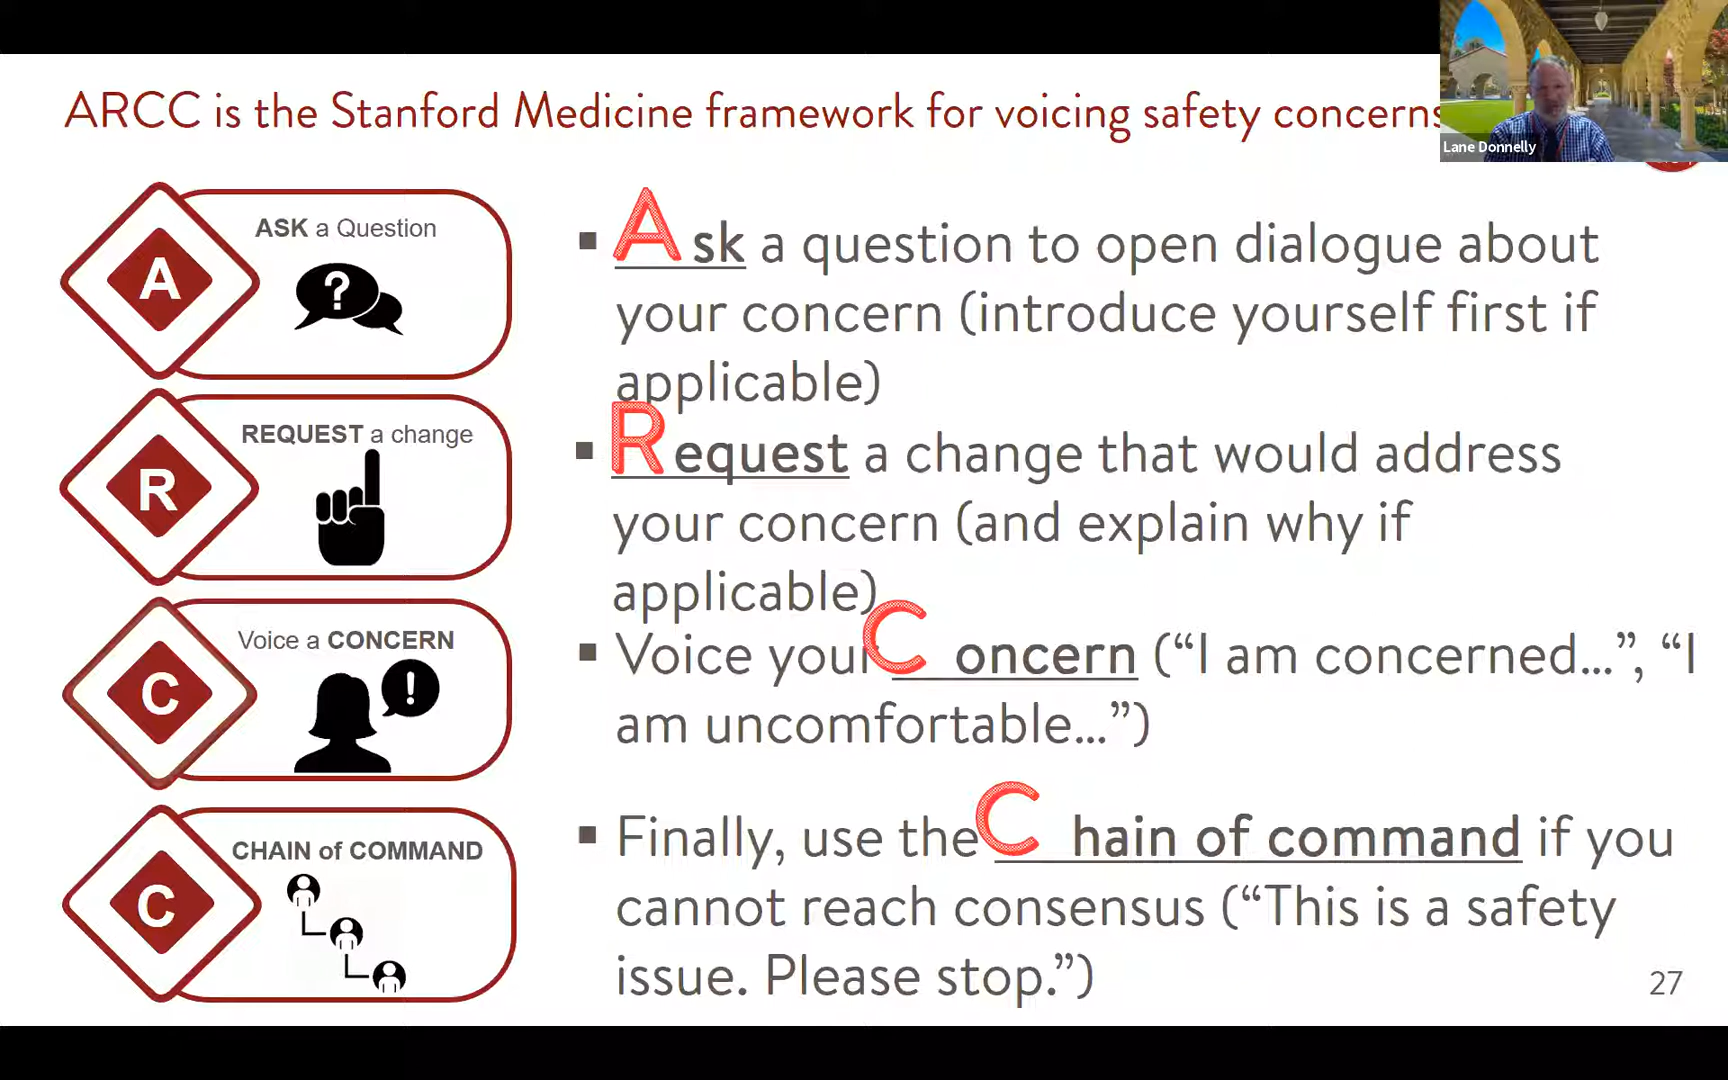 ARCC is the Stanford Medicine framework for voicing safety concerns
Lane Donnelly
A
ASK a Question
?
R
REQUEST a change
C
Voice a CONCERN
!
C
CHAIN of COMMAND
▪ Ask a question to open dialogue about
your concern (introduce yourself first if
applicable)
▪ Request a change that would address
your concern (and explain why if
applicable)
▪ Voice your Concern (“I am concerned...”, “I
am uncomfortable...”)
▪ Finally, use the Chain of command if you
cannot reach consensus (“This is a safety
issue. Please stop.”)
27